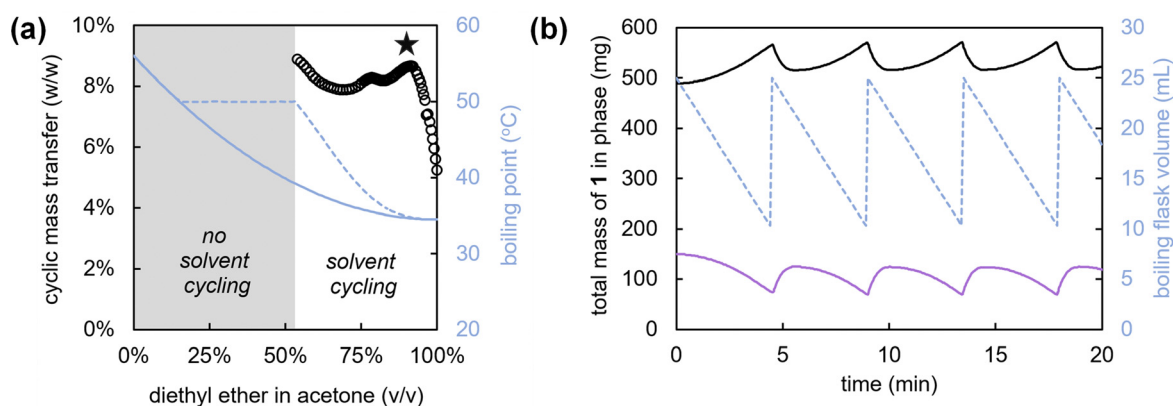 (a)
10%
8%
6%
4%
2%
0%
cyclic mass transfer (w/w)
no
solvent
cycling
solvent
cycling
60
50
40
30
20
boiling point (ºC)
0%
25%
50%
75%
100%
diethyl ether in acetone (v/v)
(b)
600
500
400
300
200
100
0
total mass of 1 in phase (mg)
30
25
20
15
10
5
0
boiling flask volume (mL)
0
5
10
15
20
time (min)